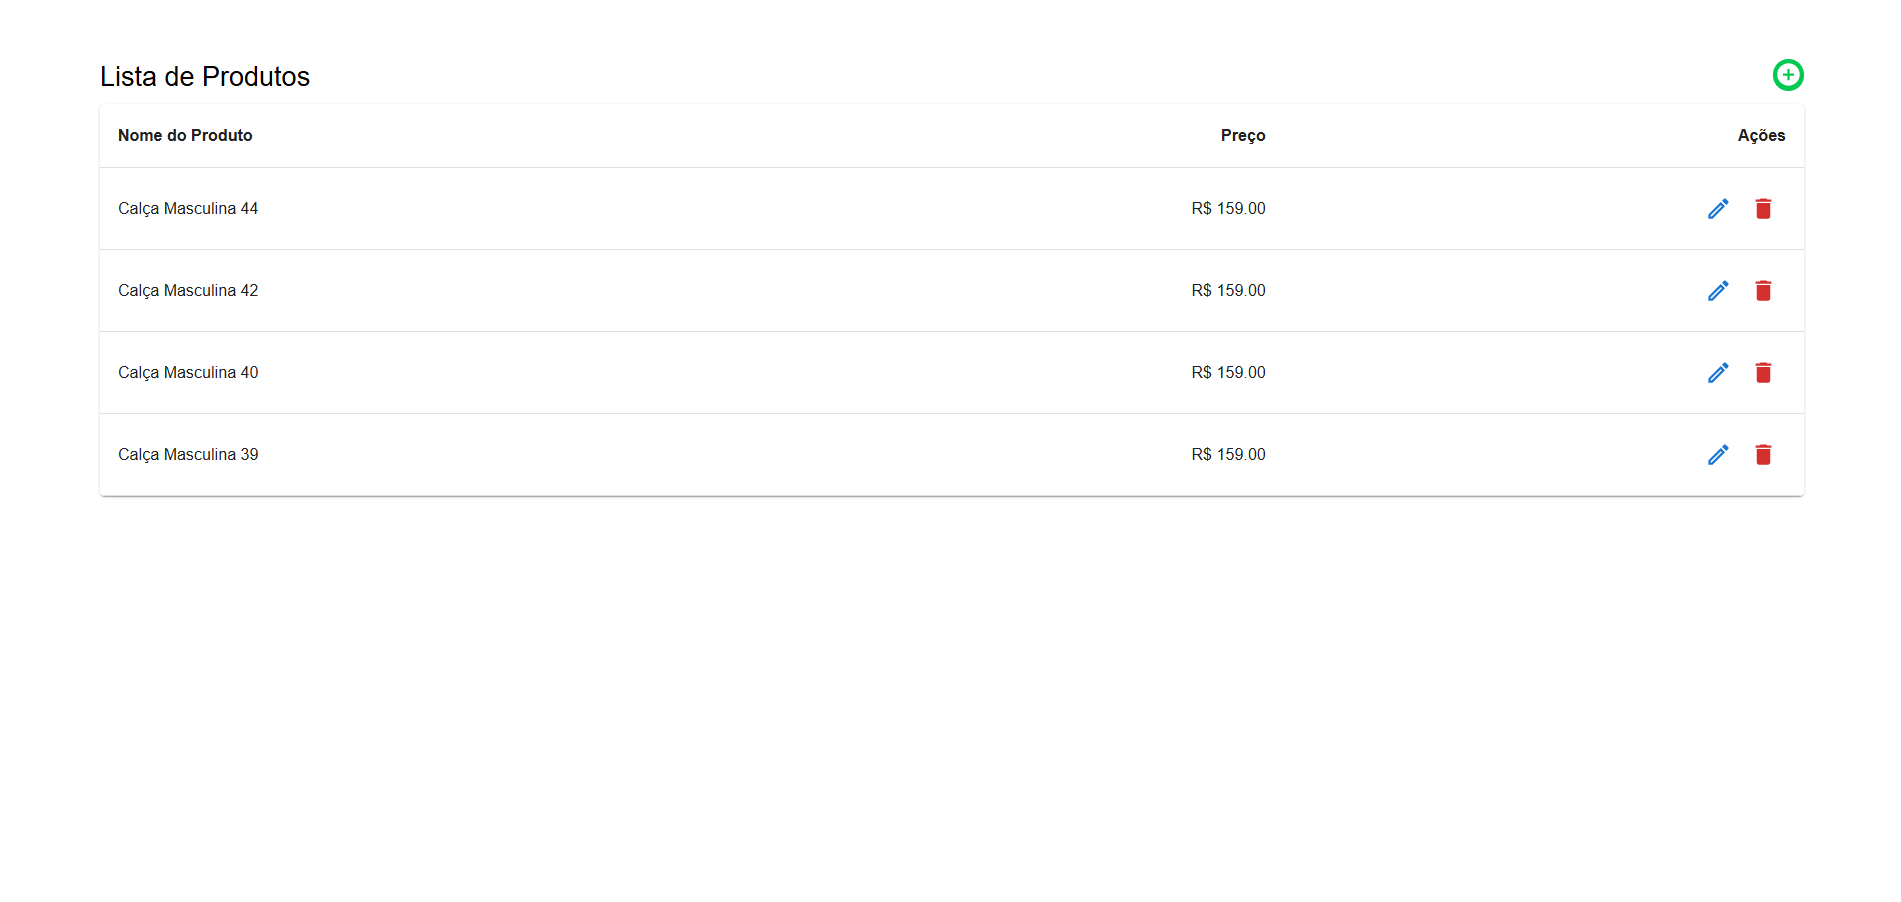 Lista de Produtos
Nome do Produto Preço Ações
Calça Masculina 44 R$ 159.00
Calça Masculina 42 R$ 159.00
Calça Masculina 40 R$ 159.00
Calça Masculina 39 R$ 159.00